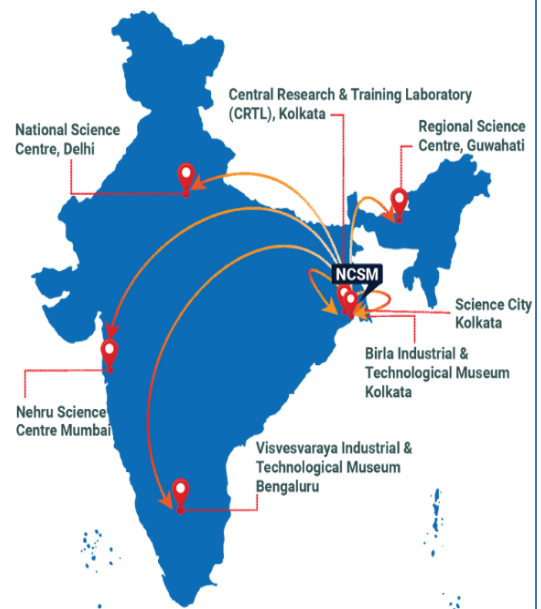 Central Research & Training Laboratory
(CRTL), Kolkata
National Science
Centre, Delhi
Regional Science
Centre, Guwahati
NCSM
Science City
Kolkata
Birla Industrial &
Technological Museum
Kolkata
Nehru Science
Centre Mumbai
Visvesvaraya Industrial &
Technological Museum
Bengaluru